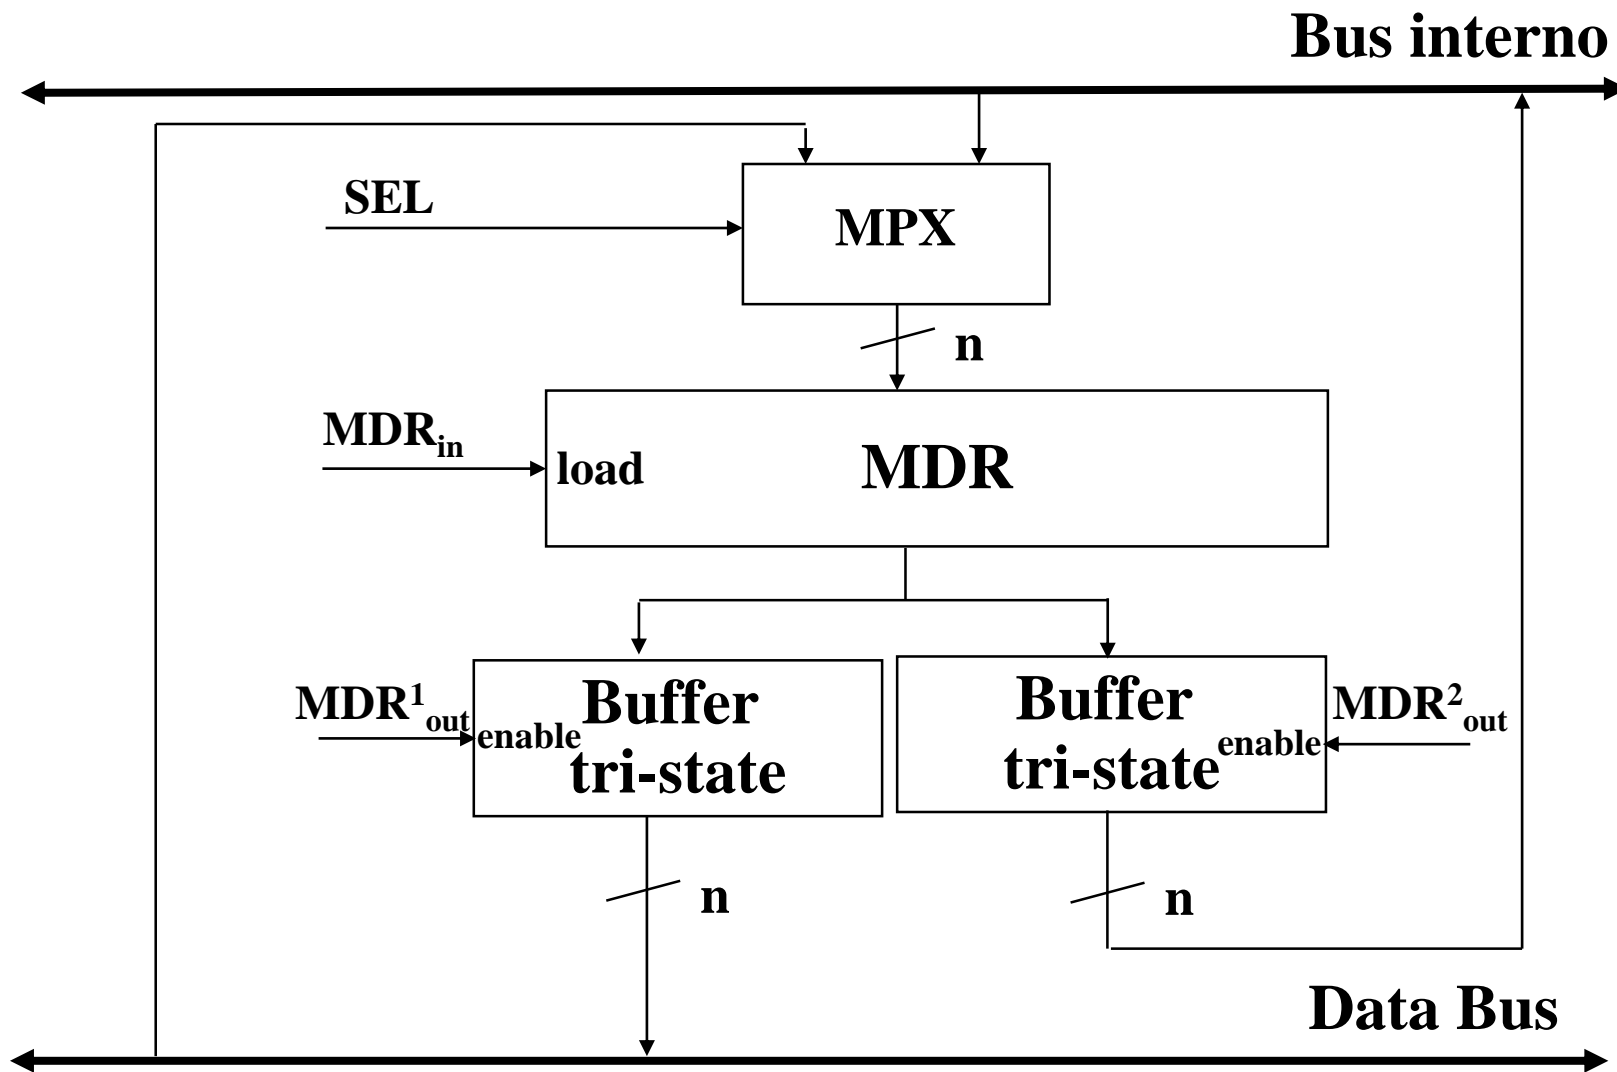 Bus interno
SEL
MPX
n
MDRin
load
MDR
MDR¹out
enable
Buffer
tri-state
Buffer
tri-state
enable
MDR²out
n
n
Data Bus